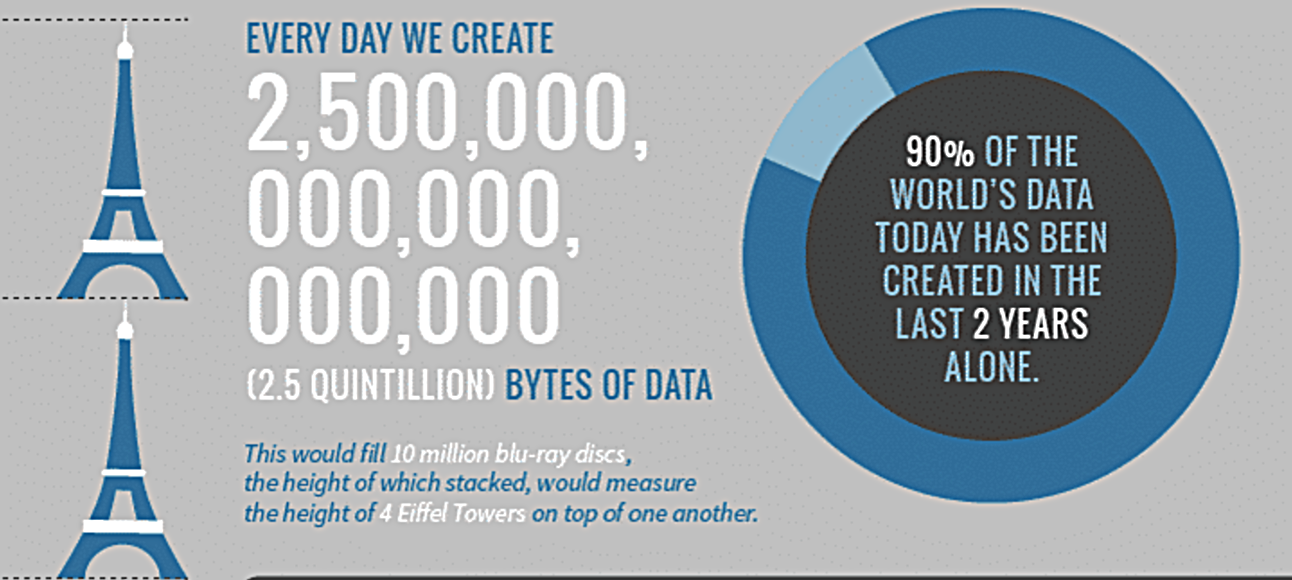 EVERY DAY WE CREATE
2,500,000,
000,000,
000,000
(2.5 QUINTILLION) BYTES OF DATA
This would fill 10 million blu-ray discs,
the height of which stacked, would measure
the height of 4 Eiffel Towers on top of one another.
90% OF THE
WORLD'S DATA
TODAY HAS BEEN
CREATED IN THE
LAST 2 YEARS
ALONE.